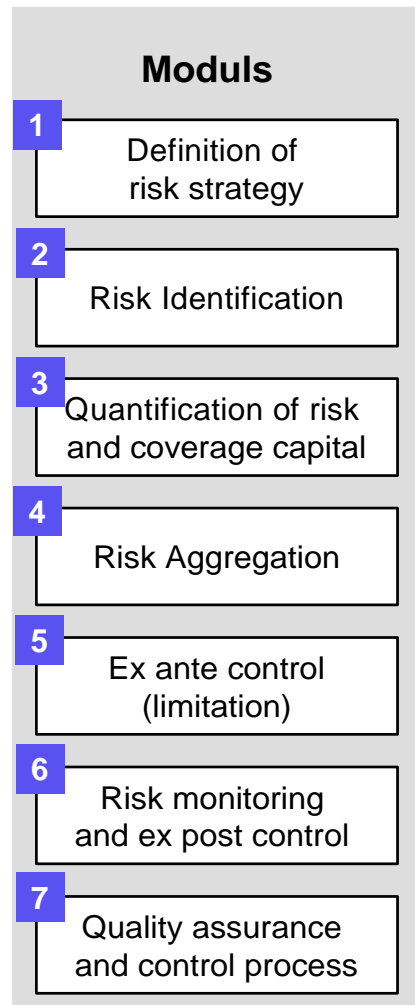 Moduls
1
Definition of
risk strategy
2
Risk Identification
3
Quantification of risk
and coverage capital
4
Risk Aggregation
5
Ex ante control
(limitation)
6
Risk monitoring
and ex post control
7
Quality assurance
and control process